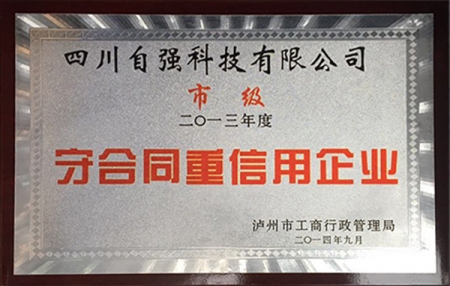 四川自强科技有限公司
市级
二〇一三年度
守合同重信用企业
泸州市工商行政管理局
二〇一四年九月